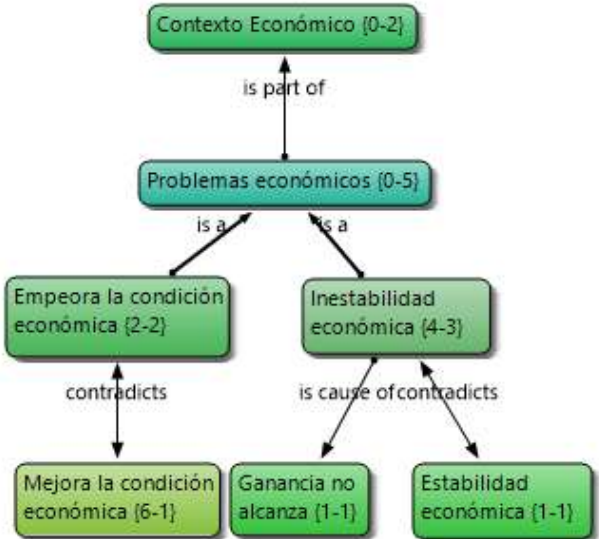 Contexto Económico {0-2}
is part of
Problemas económicos {0-5}
is a
is a
Empeora la condición
económica {2-2}
Inestabilidad
económica {4-3}
contradicts
is cause of
contradicts
Mejora la condición
económica {6-1}
Ganancia no
alcanza {1-1}
Estabilidad
económica {1-1}